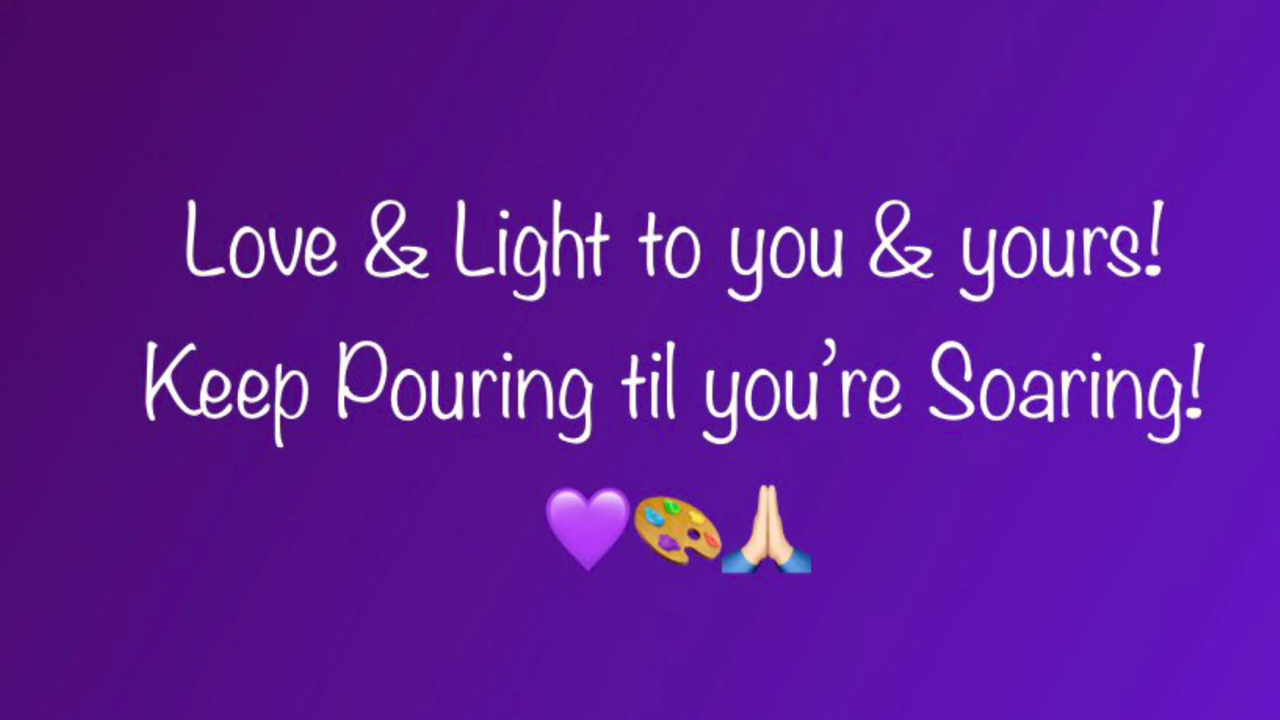 Love & Light to you & yours!
Keep Pouring til you’re Soaring!
💜🎨🙏🏻